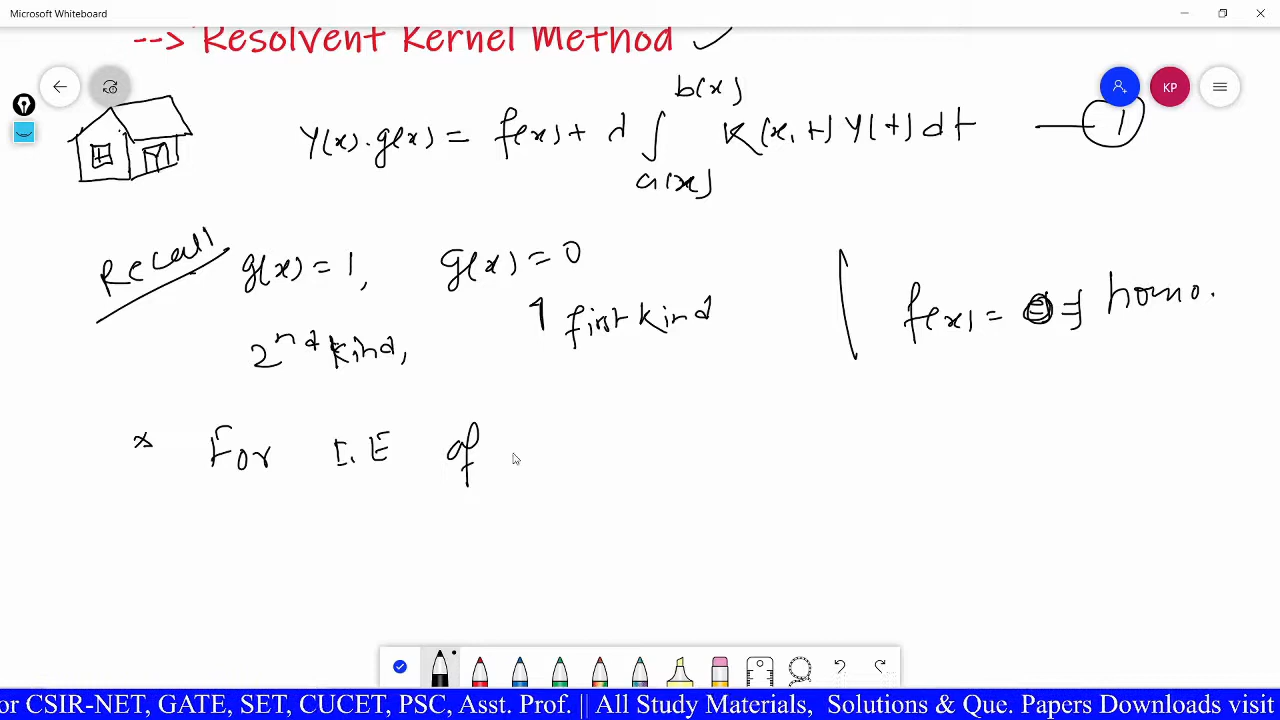 Microsoft Whiteboard
--> Resolvent Kernel Method ✓
KP
b(x)
y(x).g(x) = f(x) + λ ∫ K(x,t) y(t) dt — 1
a(x)
Recall g(x) = 1, g(x) = 0
f(x) = homo.
↑ first kind
2nd kind,
* For I.E of
or CSIR-NET, GATE, SET, CUCET, PSC, Asst. Prof. || All Study Materials, Solutions & Que. Papers Downloads visit